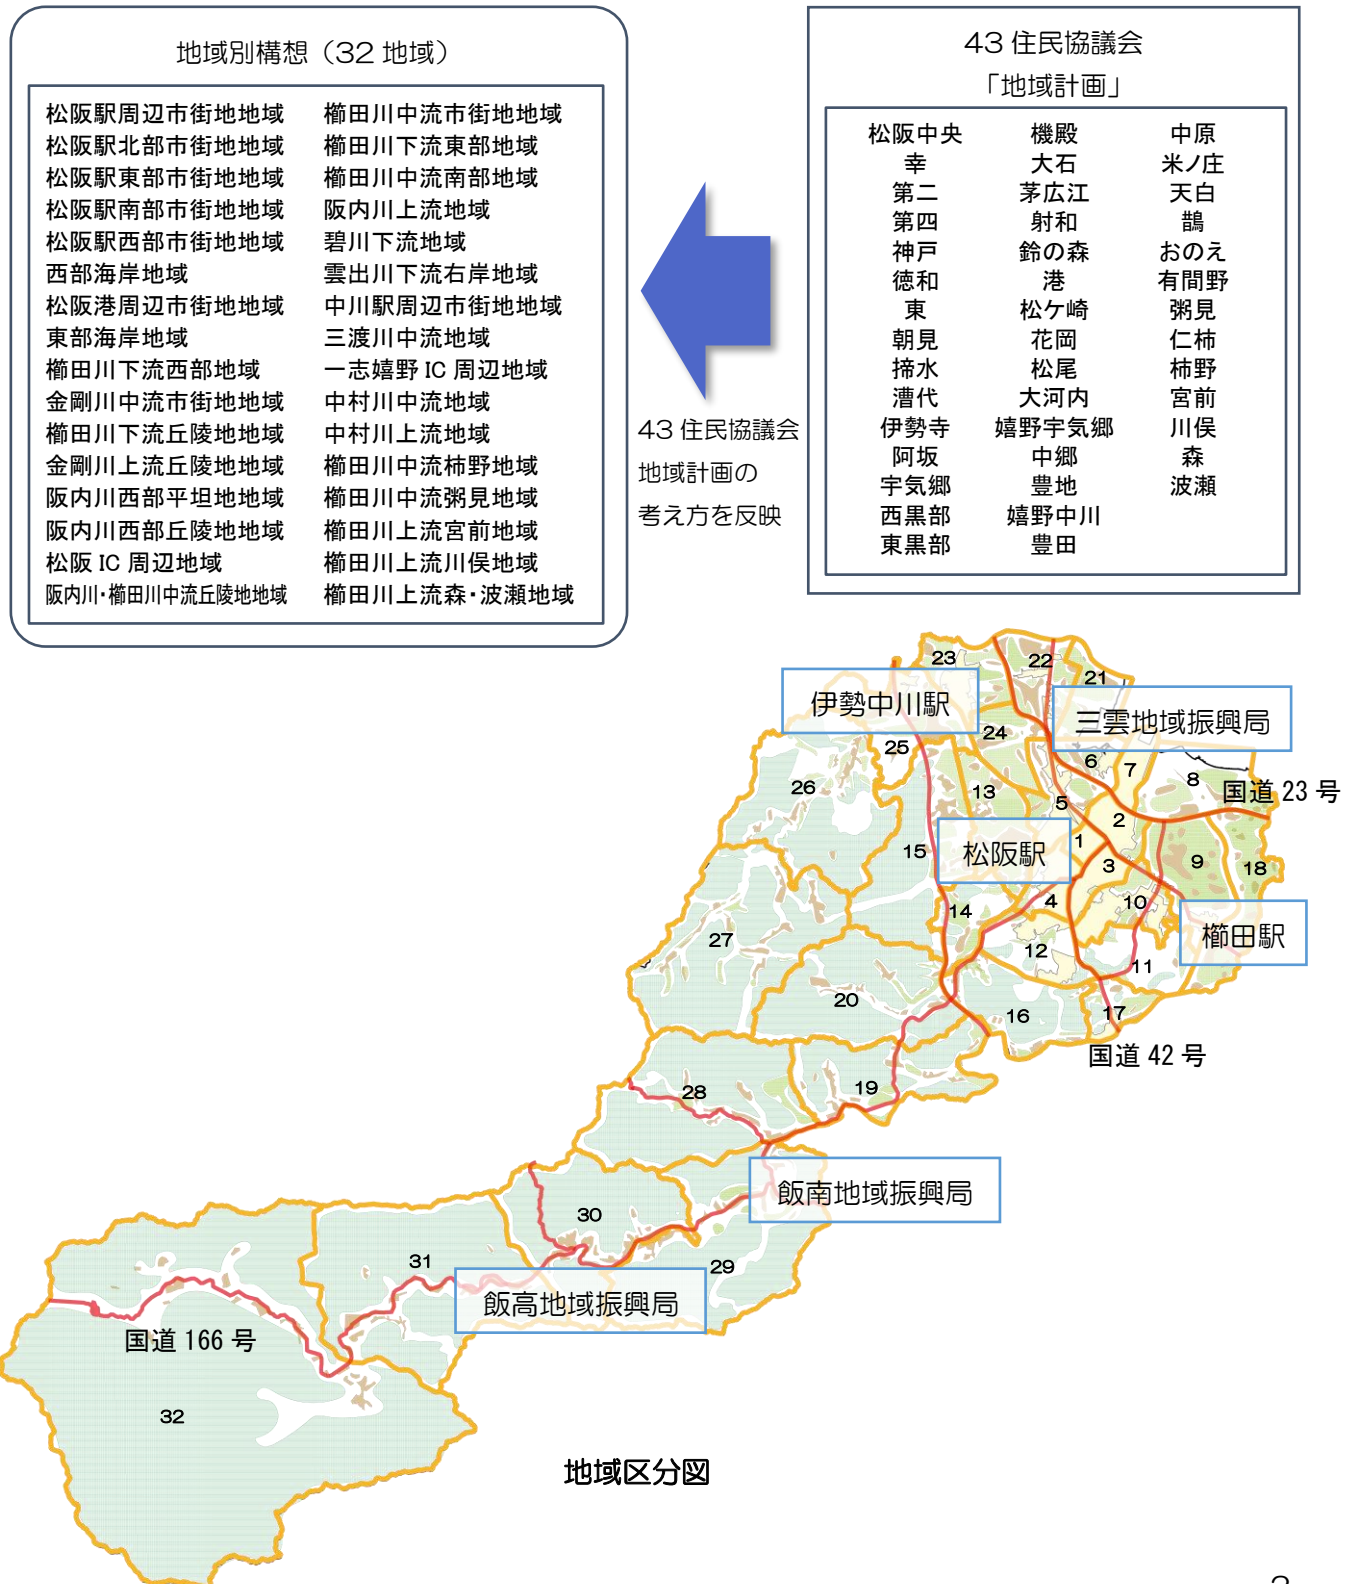 地域別構想（32 地域）
松阪駅周辺市街地地域
松阪駅北部市街地地域
松阪駅東部市街地地域
松阪駅南部市街地地域
松阪駅西部市街地地域
西部海岸地域
松阪港周辺市街地地域
東部海岸地域
櫛田川下流西部地域
金剛川中流市街地地域
櫛田川下流丘陵地地域
金剛川上流丘陵地地域
阪内川西部平坦地地域
阪内川西部丘陵地地域
松阪 IC 周辺地域
阪内川・櫛田川中流丘陵地地域
櫛田川中流市街地地域
櫛田川下流東部地域
櫛田川中流南部地域
阪内川上流地域
碧川下流地域
雲出川下流右岸地域
中川駅周辺市街地地域
三渡川中流地域
一志嬉野 IC 周辺地域
中村川中流地域
中村川上流地域
櫛田川中流柿野地域
櫛田川中流粥見地域
櫛田川上流宮前地域
櫛田川上流川俣地域
櫛田川上流森・波瀬地域
43 住民協議会
地域計画の
考え方を反映
43 住民協議会
「地域計画」
松阪中央
幸
第二
第四
神戸
徳和
東
朝見
揥水
漕代
伊勢寺
阿坂
宇気郷
西黒部
東黒部
機殿
大石
茅広江
射和
鈴の森
港
松ケ崎
花岡
松尾
大河内
嬉野宇気郷
中郷
豊地
嬉野中川
豊田
中原
米ノ庄
天白
鵲
おのえ
有間野
粥見
仁柿
柿野
宮前
川俣
森
波瀬
23
22
21
伊勢中川駅
三雲地域振興局
24
25
6
7
8
26
13
国道 23 号
5
2
1
15
松阪駅
3
9
18
4
10
14
櫛田駅
27
12
11
20
16
17
国道 42 号
19
28
飯南地域振興局
30
31
29
飯高地域振興局
国道 166 号
32
地域区分図